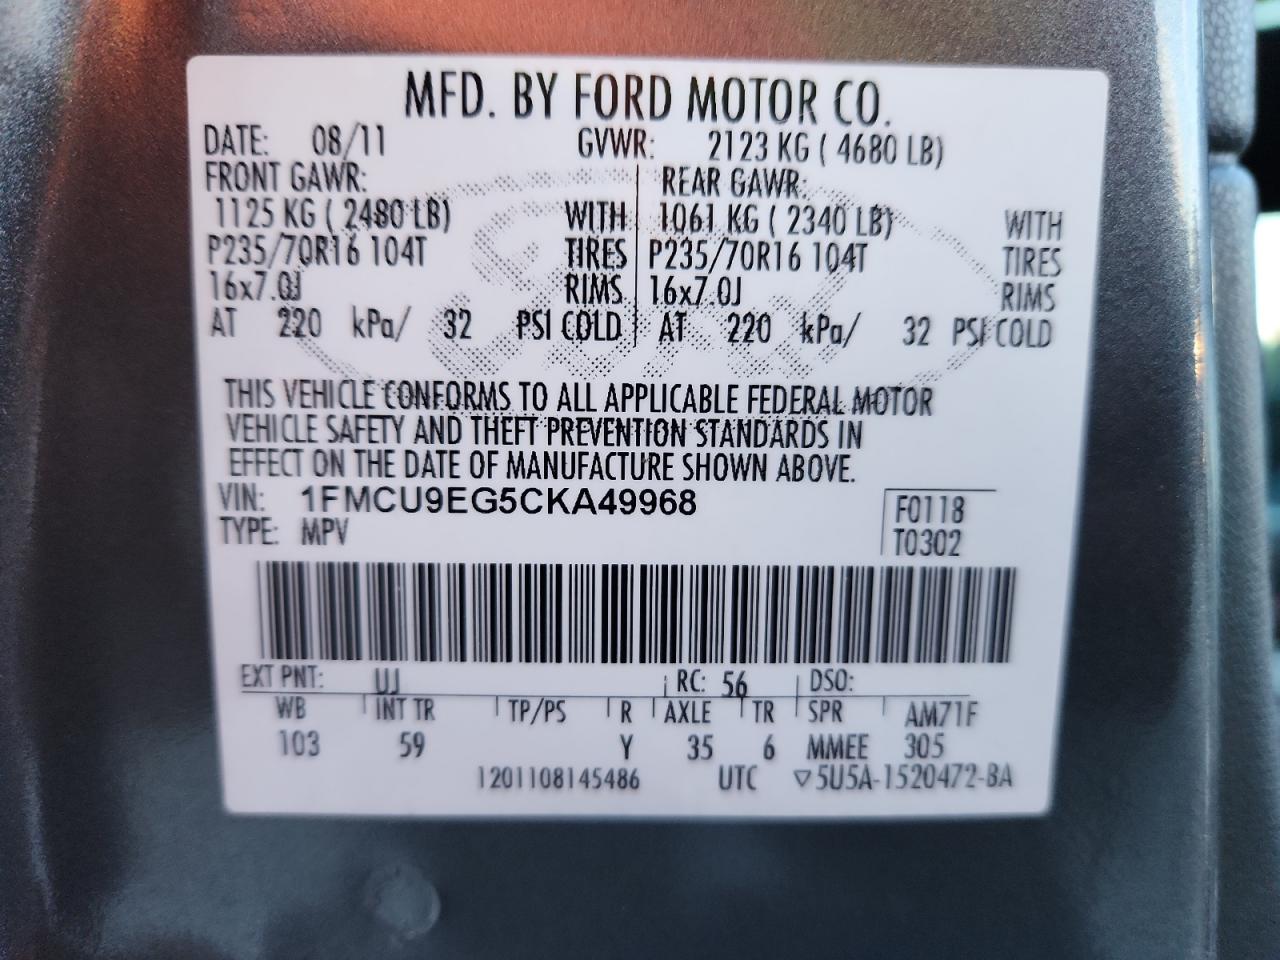 MFD. BY FORD MOTOR CO.
DATE: 08/11 GVWR: 2123 KG ( 4680 LB)
FRONT GAWR: REAR GAWR:
1125 KG ( 2480 LB) WITH 1061 KG ( 2340 LB) WITH
P235/70R16 104T TIRES P235/70R16 104T TIRES
16x7.0J RIMS 16x7.0J RIMS
AT 220 kPa/ 32 PSI COLD AT 220 kPa/ 32 PSI COLD
THIS VEHICLE CONFORMS TO ALL APPLICABLE FEDERAL MOTOR
VEHICLE SAFETY AND THEFT PREVENTION STANDARDS IN
EFFECT ON THE DATE OF MANUFACTURE SHOWN ABOVE.
VIN: 1FMCU9EG5CKA49968 F0118
TYPE: MPV T0302
EXT PNT: UJ RC: 56 DSO:
WB INT TR TP/PS R AXLE TR SPR AM71F
103 59 Y 35 6 MMEE 305
1201108145486 UTC ▽5U5A-1520472-BA